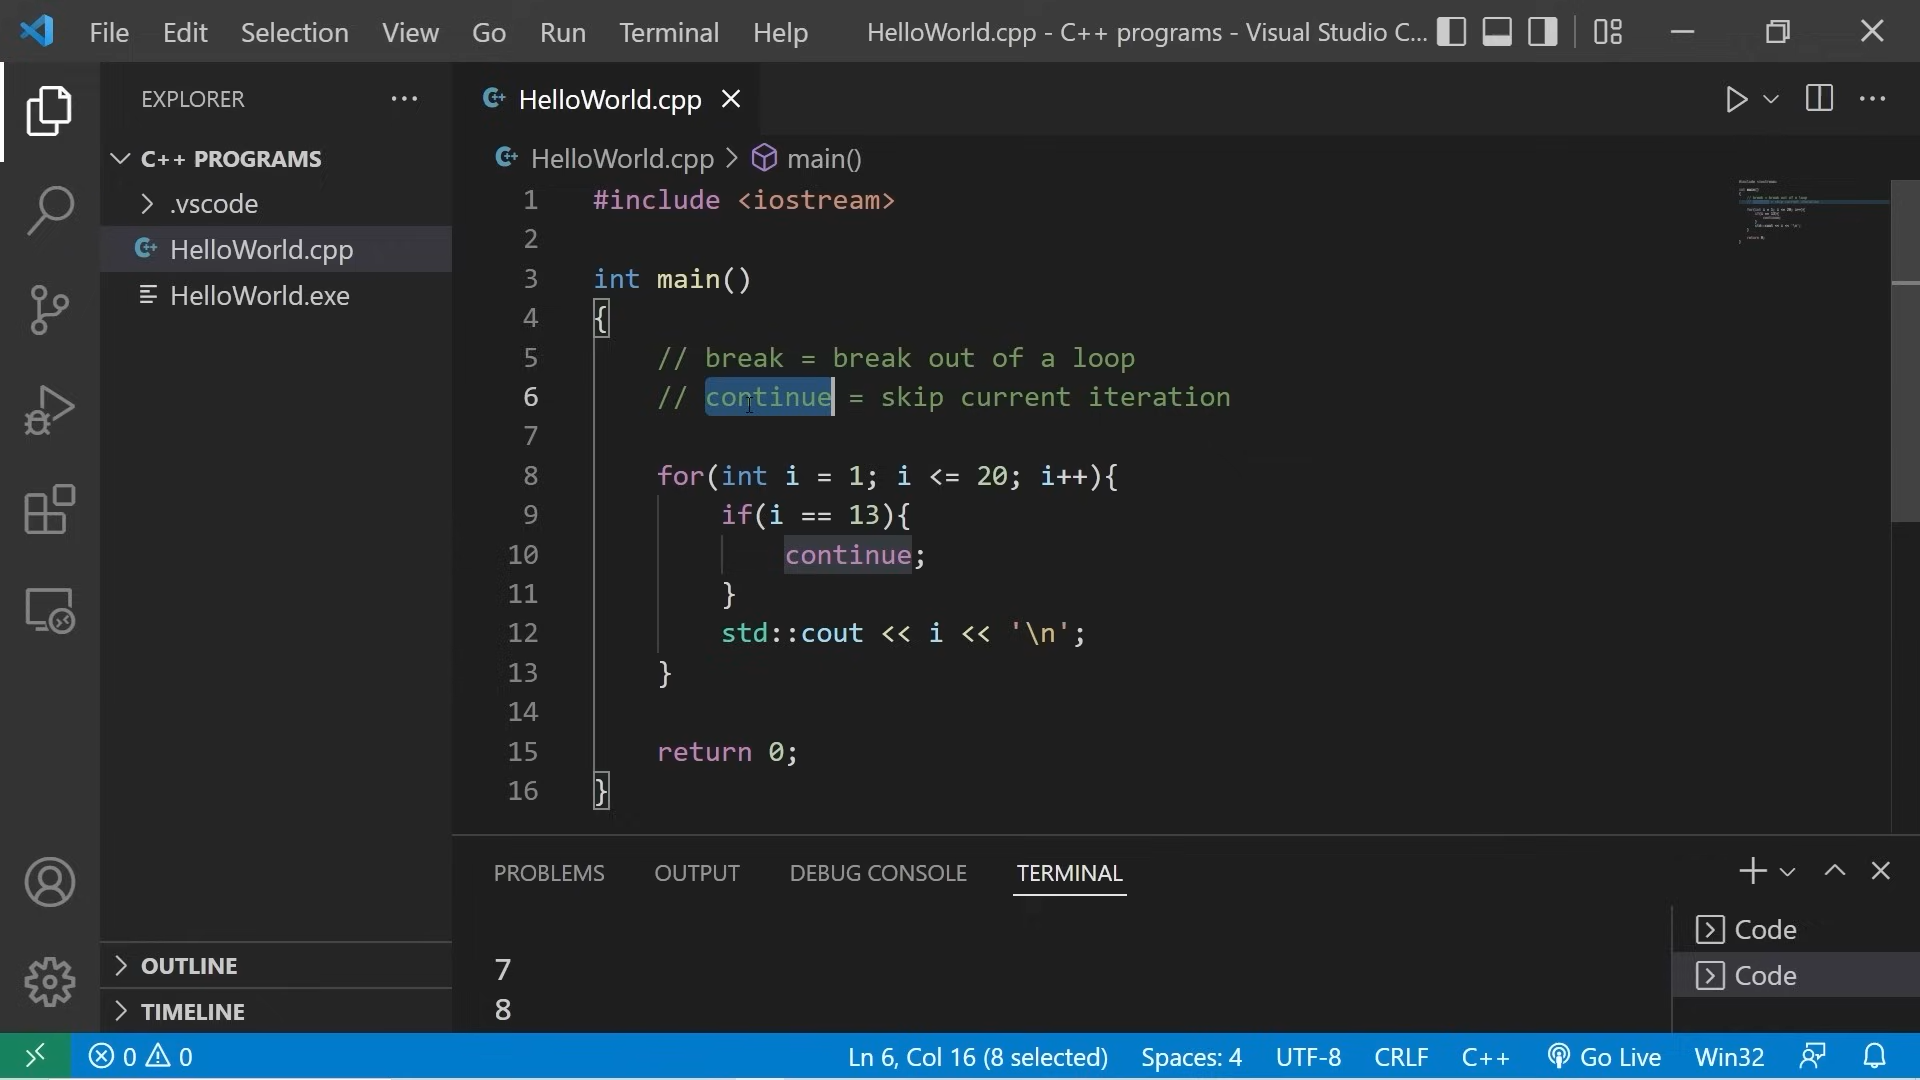 File Edit Selection View Go Run Terminal Help HelloWorld.cpp - C++ programs - Visual Studio C...
EXPLORER
C++ PROGRAMS
.vscode
HelloWorld.cpp
HelloWorld.exe
OUTLINE
TIMELINE
HelloWorld.cpp
HelloWorld.cpp > main()
1 #include <iostream>
2
3 int main()
4 {
5 // break = break out of a loop
6 // continue = skip current iteration
7
8 for(int i = 1; i <= 20; i++){
9 if(i == 13){
10 continue;
11 }
12 std::cout << i << '\n';
13 }
14
15 return 0;
16 }
PROBLEMS OUTPUT DEBUG CONSOLE TERMINAL
7
8
Code
Code
0 0 Ln 6, Col 16 (8 selected) Spaces: 4 UTF-8 CRLF C++ Go Live Win32